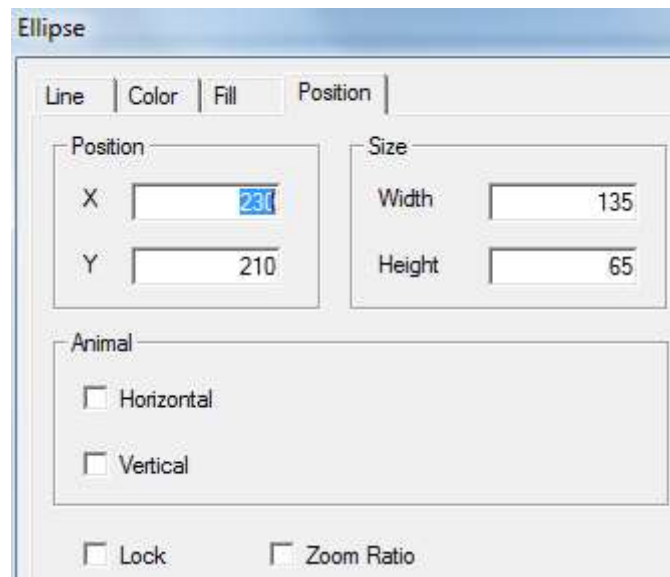 Ellipse
Line Color Fill Position
Position
X 230
Y 210
Size
Width 135
Height 65
Animal
Horizontal
Vertical
Lock Zoom Ratio